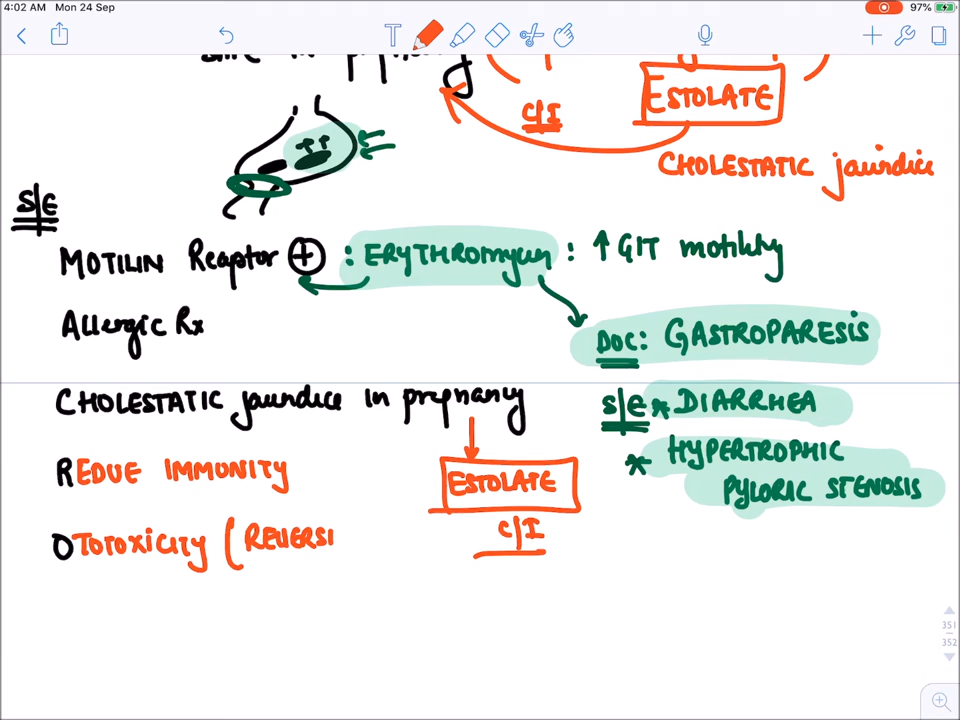 4:02 AM Mon 24 Sep
97%
T
in
ESTOLATE
C/I
CHOLESTATIC jaundice
S/E
MOTILIN Receptor + : ERYTHROmycin : ↑ GIT motility
Allergic Rx
DOC: GASTROPARESIS
CHOLESTATIC jaundice in pregnancy
S/E * DIARRHEA
* HYPERTROPHIC
PYLORIC STENOSIS
REDUE IMMUNITY
ESTOLATE
C/I
OTOTOXICITY (REVERSI
351
352